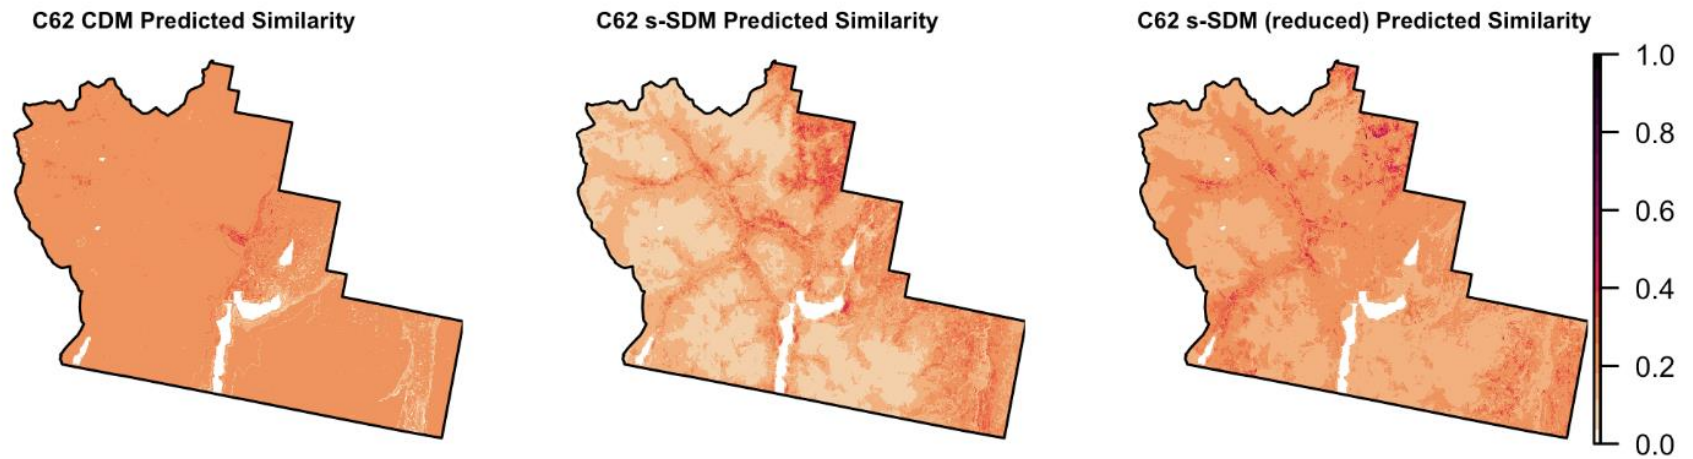 C62 CDM Predicted Similarity
C62 s-SDM Predicted Similarity
C62 s-SDM (reduced) Predicted Similarity
1.0
0.8
0.6
0.4
0.2
0.0